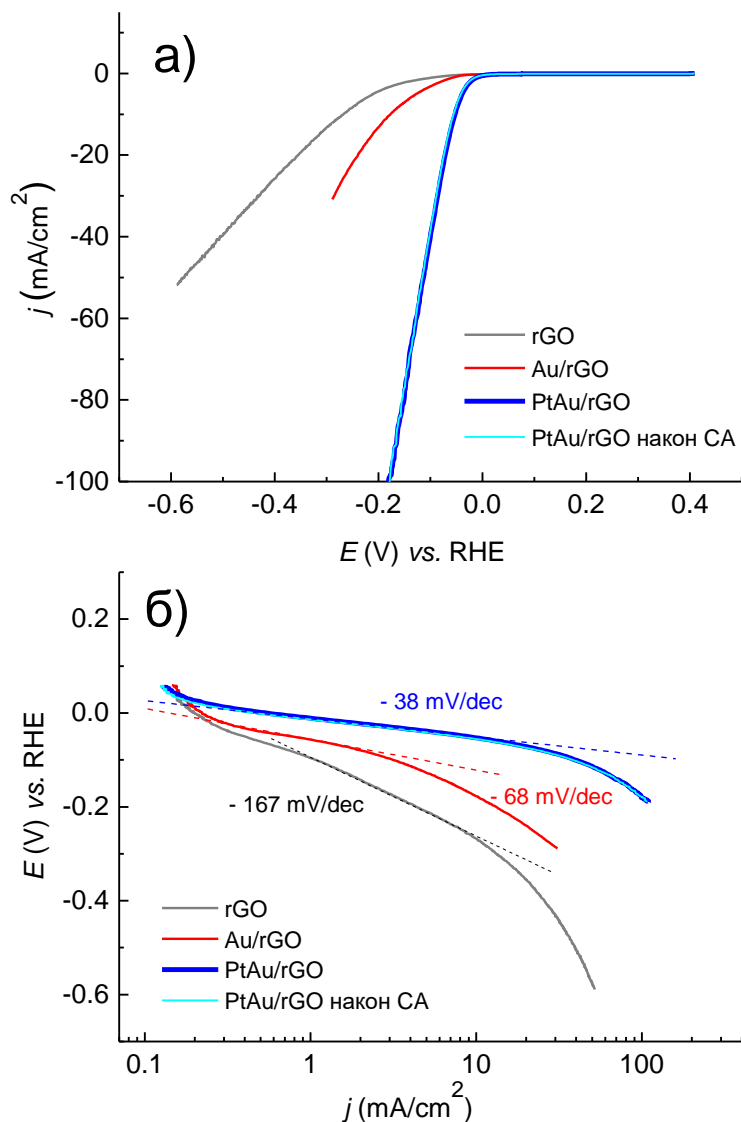 а)
0
-20
-40
-60
-80
-100
j (mA/cm²)
rGO
Au/rGO
PtAu/rGO
PtAu/rGO након CA
-0.6
-0.4
-0.2
0.0
0.2
0.4
E (V) vs. RHE
б)
0.2
0.0
-0.2
-0.4
-0.6
E (V) vs. RHE
- 38 mV/dec
- 68 mV/dec
- 167 mV/dec
rGO
Au/rGO
PtAu/rGO
PtAu/rGO након CA
0.1
1
10
100
j (mA/cm²)